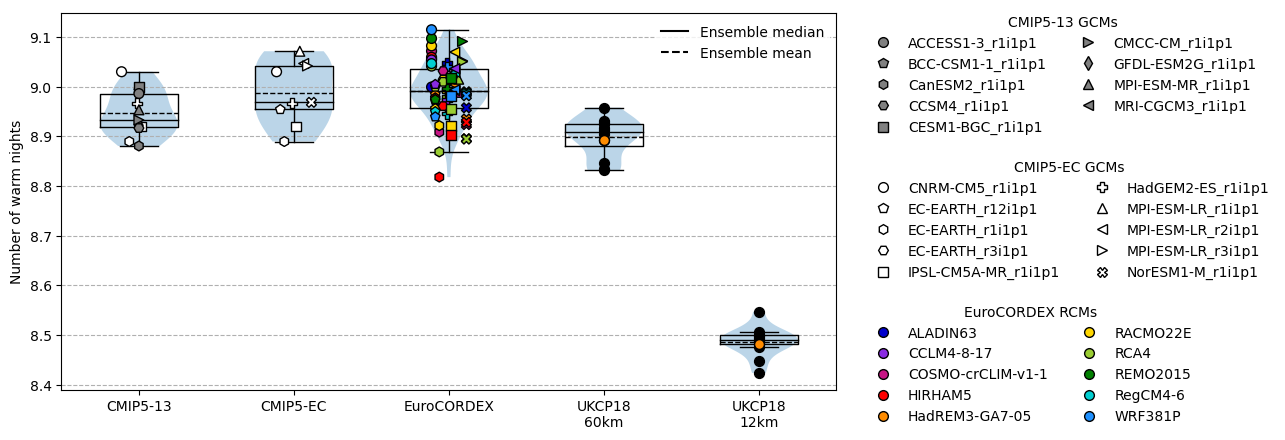 Number of warm nights
9.1
9.0
8.9
8.8
8.7
8.6
8.5
8.4
CMIP5-13
CMIP5-EC
EuroCORDEX
UKCP18
60km
UKCP18
12km
Ensemble median
Ensemble mean
CMIP5-13 GCMs
ACCESS1-3_r1i1p1
BCC-CSM1-1_r1i1p1
CanESM2_r1i1p1
CCSM4_r1i1p1
CESM1-BGC_r1i1p1
CMCC-CM_r1i1p1
GFDL-ESM2G_r1i1p1
MPI-ESM-MR_r1i1p1
MRI-CGCM3_r1i1p1
CMIP5-EC GCMs
CNRM-CM5_r1i1p1
EC-EARTH_r12i1p1
EC-EARTH_r1i1p1
EC-EARTH_r3i1p1
IPSL-CM5A-MR_r1i1p1
HadGEM2-ES_r1i1p1
MPI-ESM-LR_r1i1p1
MPI-ESM-LR_r2i1p1
MPI-ESM-LR_r3i1p1
NorESM1-M_r1i1p1
EuroCORDEX RCMs
ALADIN63
CCLM4-8-17
COSMO-crCLIM-v1-1
HIRHAM5
HadREM3-GA7-05
RACMO22E
RCA4
REMO2015
RegCM4-6
WRF381P